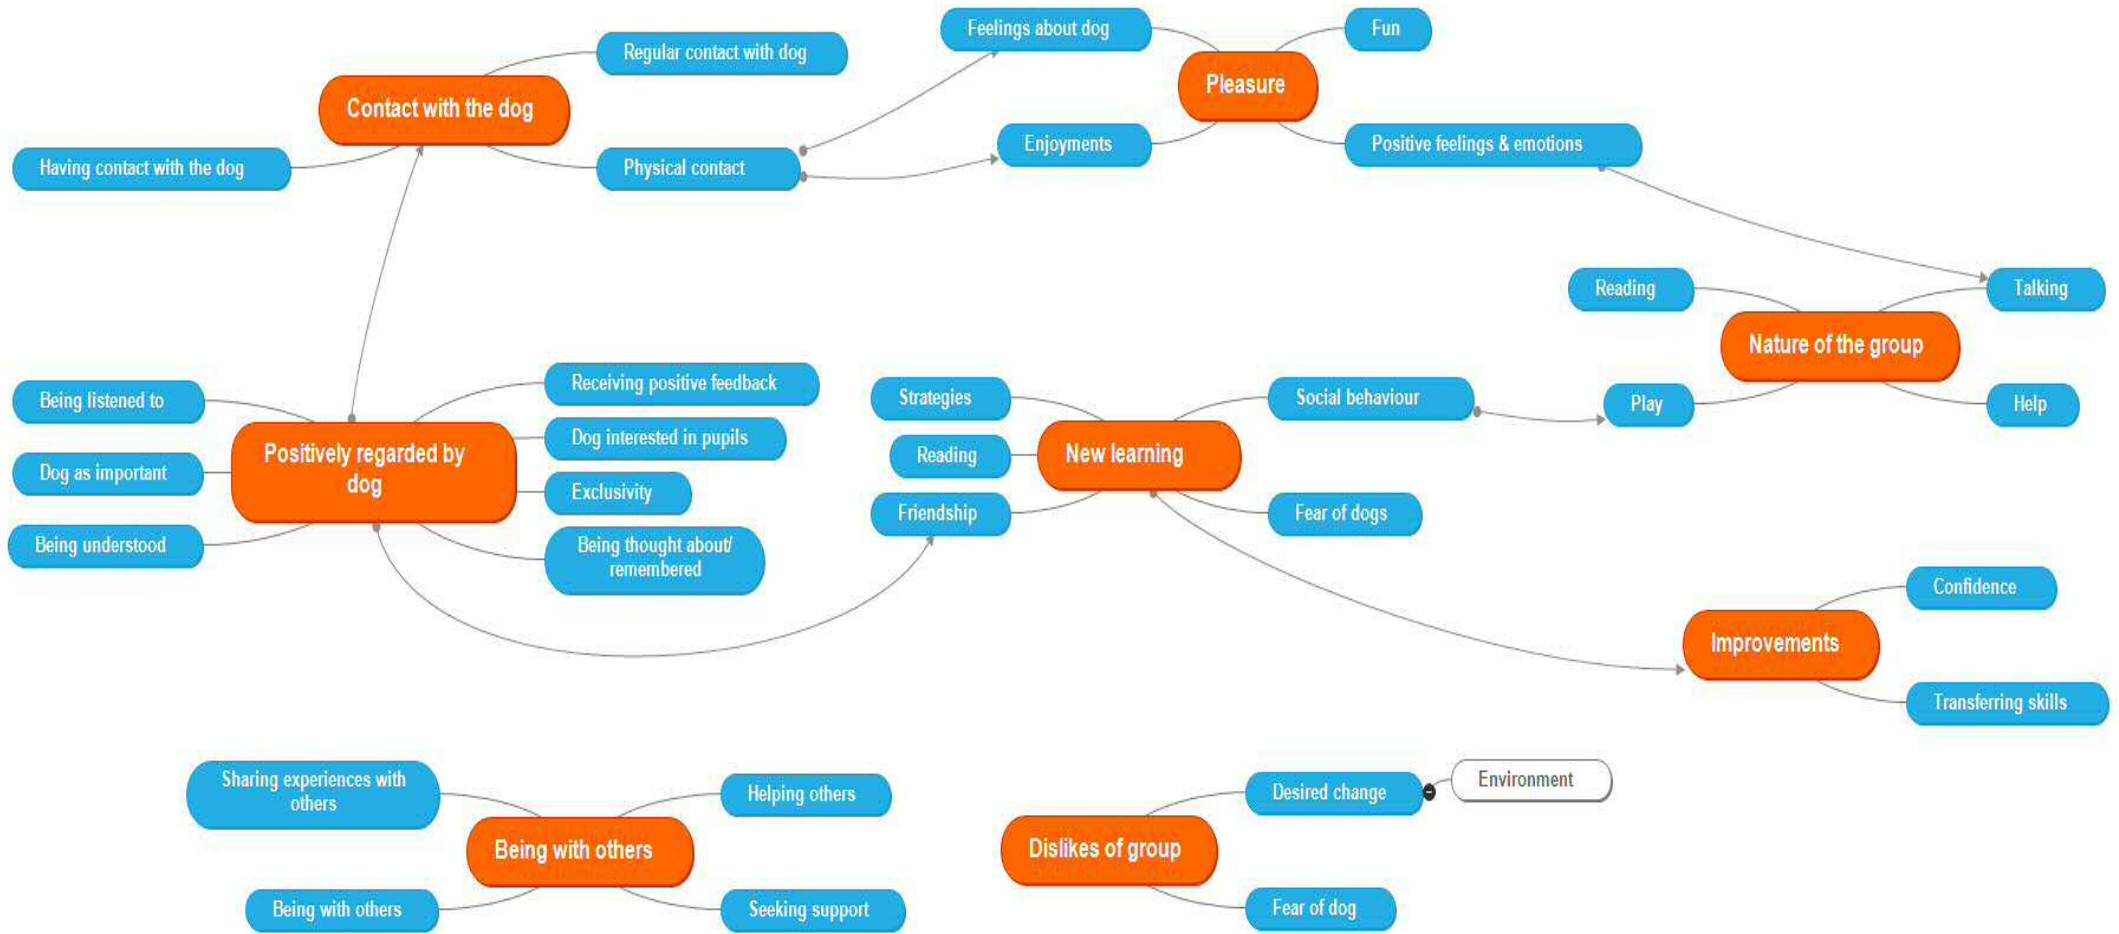 Feelings about dog
Fun
Regular contact with dog
Pleasure
Contact with the dog
Enjoyments
Positive feelings & emotions
Having contact with the dog
Physical contact
Reading
Talking
Nature of the group
Play
Help
Being listened to
Receiving positive feedback
Dog interested in pupils
Positively regarded by
dog
Dog as important
Exclusivity
Being understood
Being thought about/
remembered
Strategies
Social behaviour
Reading
New learning
Friendship
Fear of dogs
Confidence
Improvements
Transferring skills
Sharing experiences with
others
Helping others
Being with others
Being with others
Seeking support
Desired change
Environment
Dislikes of group
Fear of dog